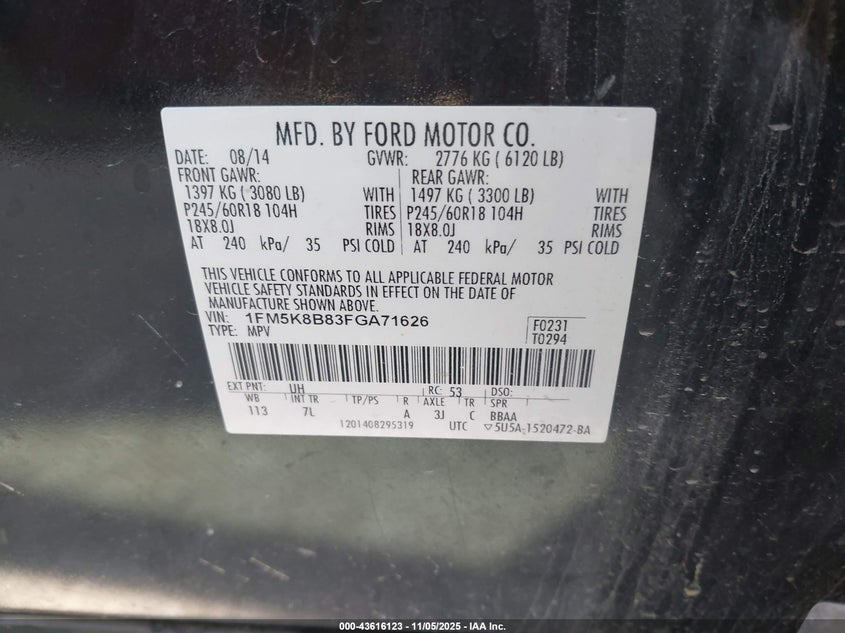 MFD. BY FORD MOTOR CO.
DATE: 08/14 GVWR: 2776 KG ( 6120 LB)
FRONT GAWR: REAR GAWR:
1397 KG ( 3080 LB) WITH 1497 KG ( 3300 LB) WITH
P245/60R18 104H TIRES P245/60R18 104H TIRES
18X8.0J RIMS 18X8.0J RIMS
AT 240 kPa/ 35 PSI COLD AT 240 kPa/ 35 PSI COLD
THIS VEHICLE CONFORMS TO ALL APPLICABLE FEDERAL MOTOR
VEHICLE SAFETY STANDARDS IN EFFECT ON THE DATE OF
MANUFACTURE SHOWN ABOVE.
VIN: 1FM5K8B83FGA71626 F0231
TYPE: MPV T0294
EXT PNT: UH RC: 53 DSO:
WB INT TR TP/PS R AXLE TR SPR
113 7L A 3J C BBAA
1201408295319 UTC ▽5U5A-1520472-BA
000-43616123 - 11/05/2025 - IAA Inc.